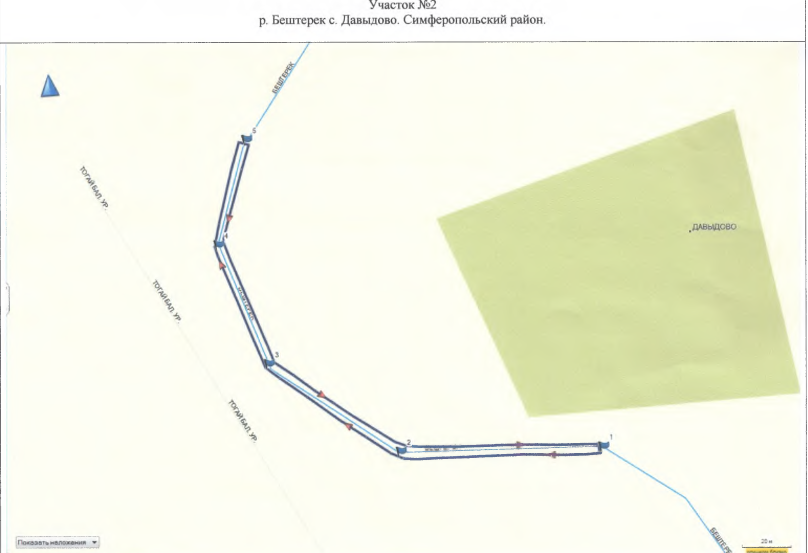 Участок №2
р. Бештерек с. Давыдово. Симферопольский район.
БЕШТЕРЕК
5
ТОГАЙ БАЛ. УР.
4
ДАВЫДОВО
ТОГАЙ БАЛ. УР.
3
ТОГАЙ БАЛ. УР.
2
1
Показать наложения
20 м